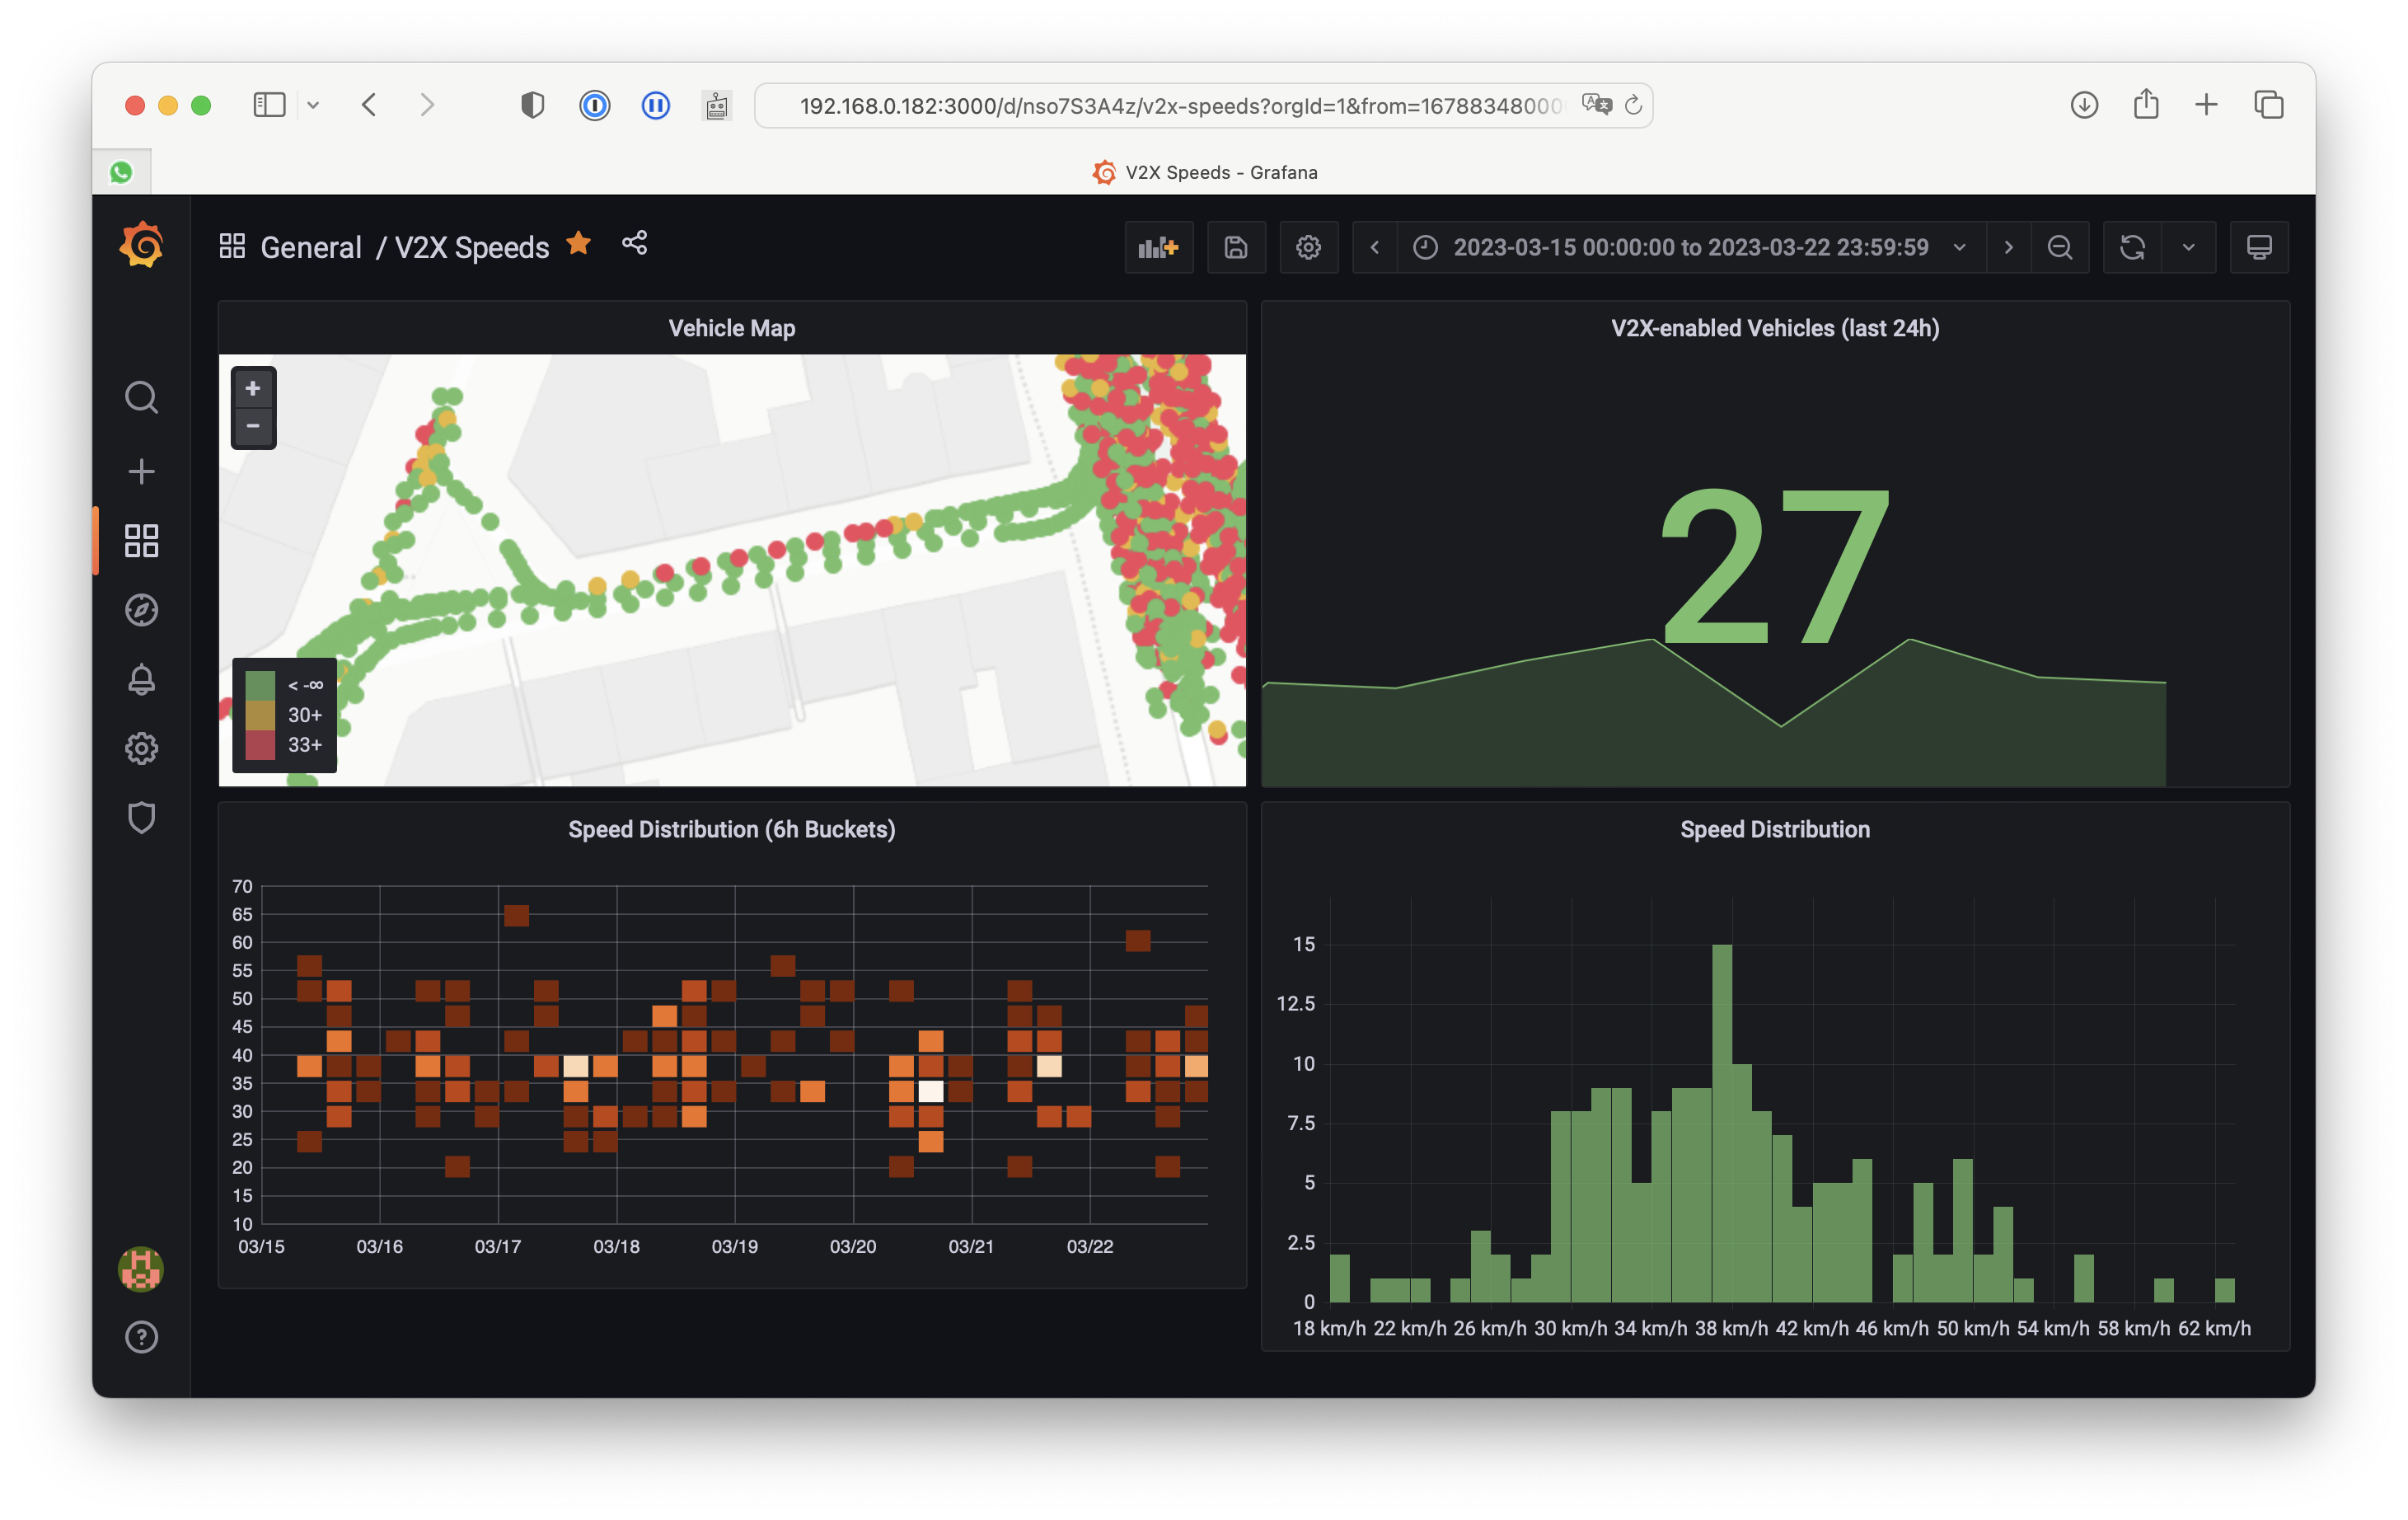 192.168.0.182:3000/d/nso7S3A4z/v2x-speeds?orgId=1&from=16788348000
V2X Speeds - Grafana
General / V2X Speeds
2023-03-15 00:00:00 to 2023-03-22 23:59:59
Vehicle Map
+
−
< -∞
30+
33+
V2X-enabled Vehicles (last 24h)
27
Speed Distribution (6h Buckets)
70
65
60
55
50
45
40
35
30
25
20
15
10
03/15 03/16 03/17 03/18 03/19 03/20 03/21 03/22
Speed Distribution
15
12.5
10
7.5
5
2.5
0
18 km/h 22 km/h 26 km/h 30 km/h 34 km/h 38 km/h 42 km/h 46 km/h 50 km/h 54 km/h 58 km/h 62 km/h